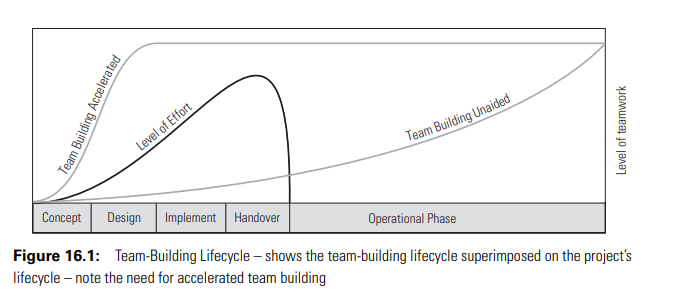 Team Building Accelerated
Level of Effort
Team Building Unaided
Level of teamwork
Concept Design Implement Handover Operational Phase
Figure 16.1: Team-Building Lifecycle – shows the team-building lifecycle superimposed on the project’s
lifecycle – note the need for accelerated team building